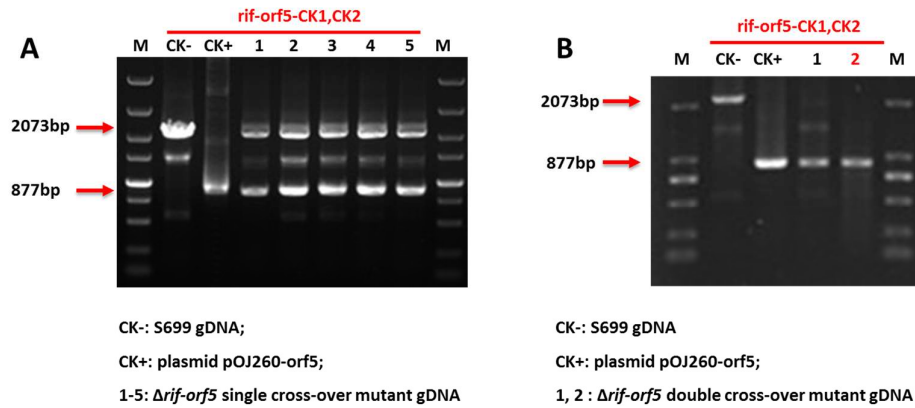 A
rif-orf5-CK1,CK2
M CK- CK+ 1 2 3 4 5 M
2073bp
877bp
CK-: S699 gDNA;
CK+: plasmid pOJ260-orf5;
1-5: Δrif-orf5 single cross-over mutant gDNA
B
rif-orf5-CK1,CK2
M CK- CK+ 1 2 M
2073bp
877bp
CK-: S699 gDNA
CK+: plasmid pOJ260-orf5;
1, 2 : Δrif-orf5 double cross-over mutant gDNA